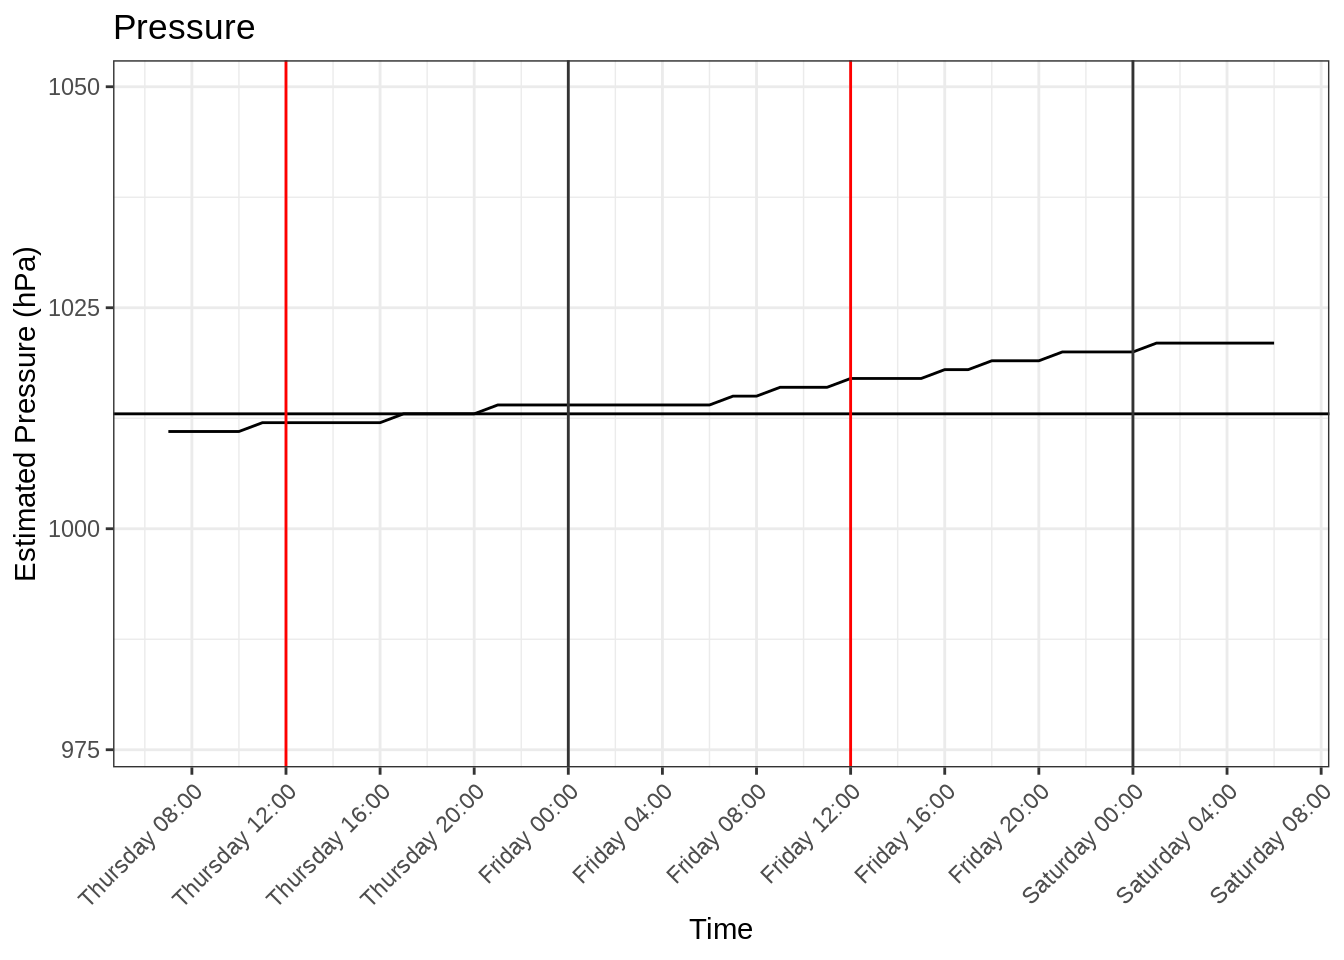 Pressure
Estimated Pressure (hPa)
1050
1025
1000
975
Thursday 08:00
Thursday 12:00
Thursday 16:00
Thursday 20:00
Friday 00:00
Friday 04:00
Friday 08:00
Friday 12:00
Friday 16:00
Friday 20:00
Saturday 00:00
Saturday 04:00
Saturday 08:00
Time